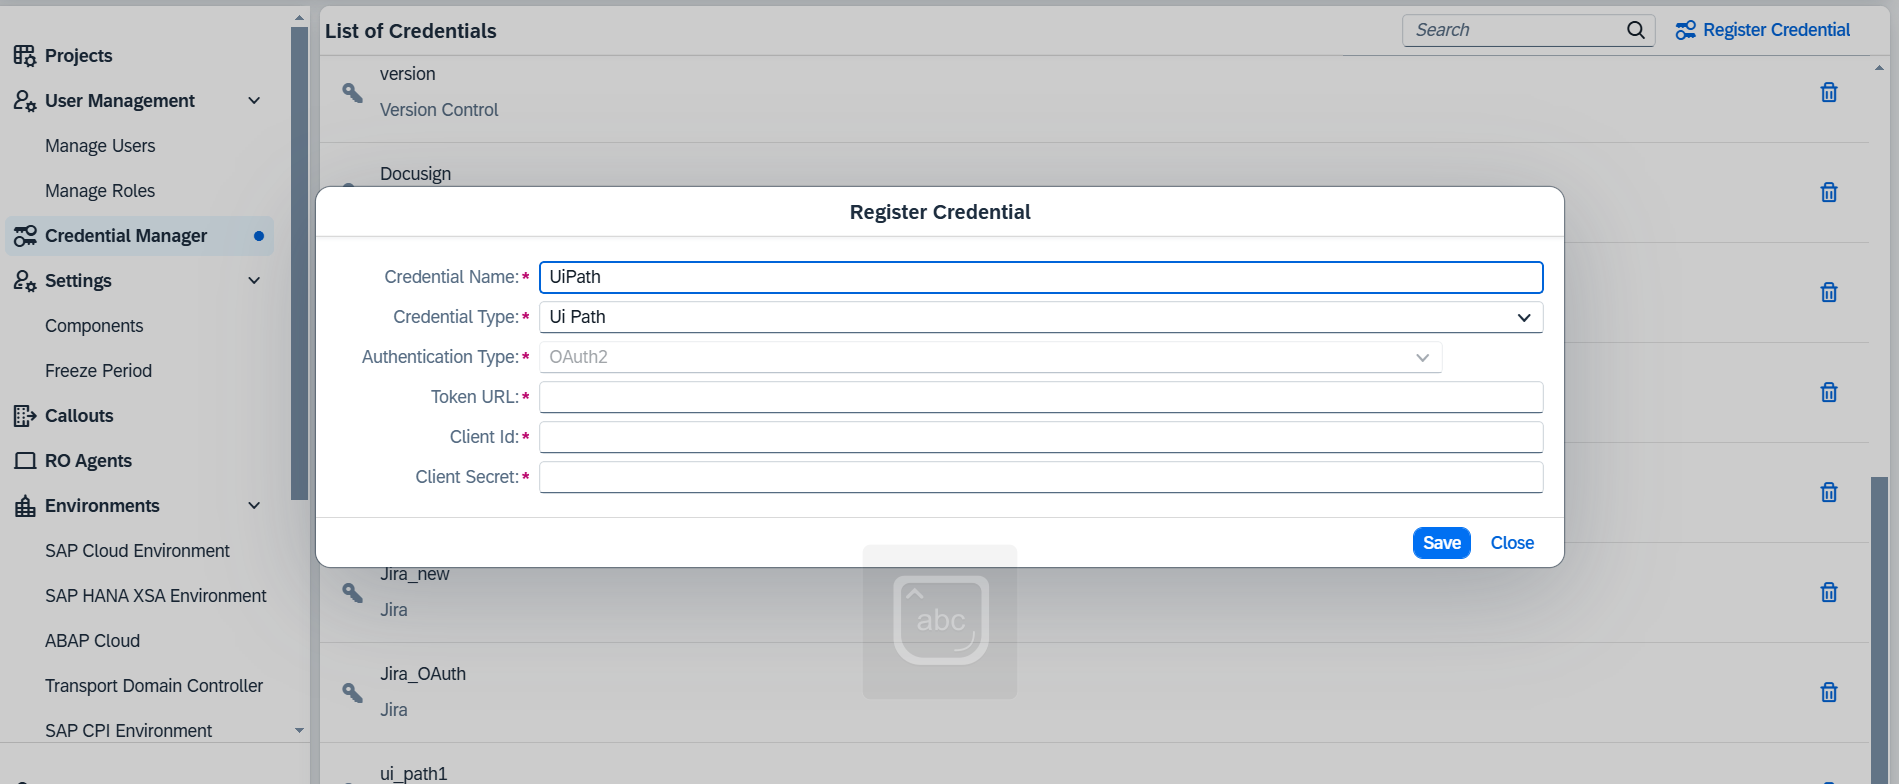 Projects
User Management
Manage Users
Manage Roles
Credential Manager
Settings
Components
Freeze Period
Callouts
RO Agents
Environments
SAP Cloud Environment
SAP HANA XSA Environment
ABAP Cloud
Transport Domain Controller
SAP CPI Environment
List of Credentials
Search
Register Credential
version
Version Control
Docusign
Register Credential
Credential Name:* UiPath
Credential Type:* Ui Path
Authentication Type:* OAuth2
Token URL:*
Client Id:*
Client Secret:*
Save Close
Jira_new
Jira
abc
Jira_OAuth
Jira
ui_path1